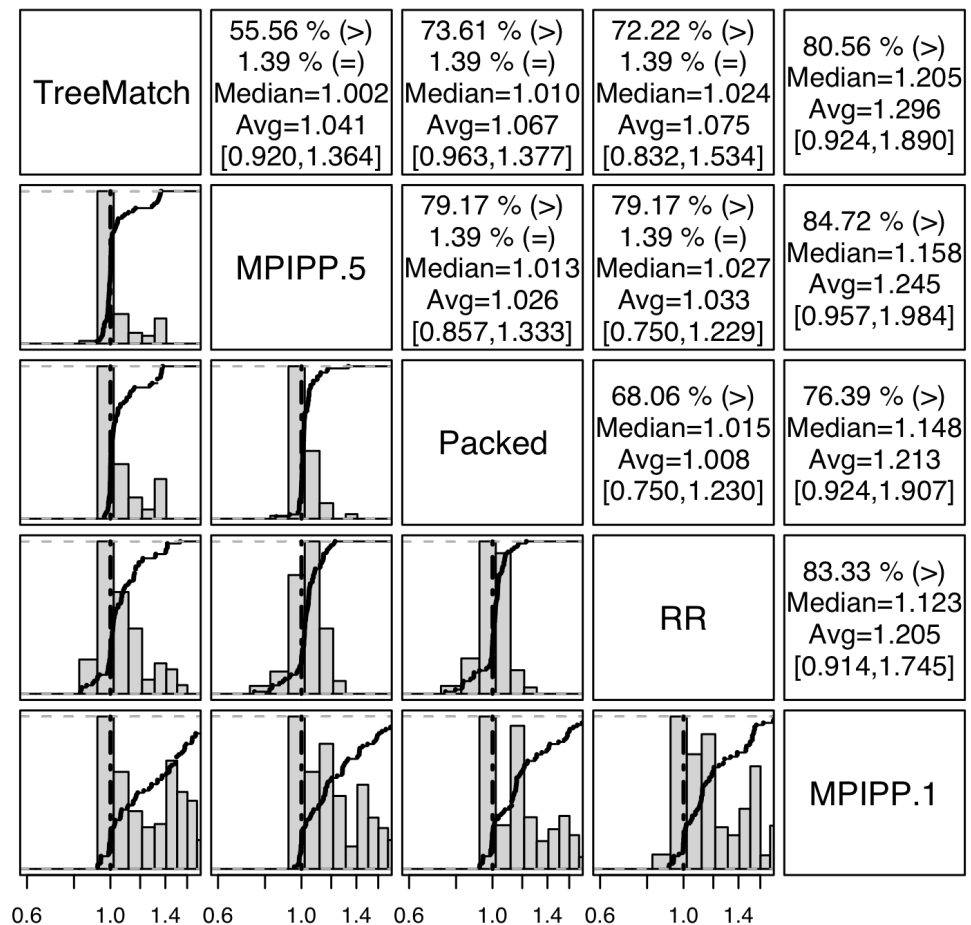 TreeMatch
55.56 % (>)
1.39 % (=)
Median=1.002
Avg=1.041
[0.920,1.364]
73.61 % (>)
1.39 % (=)
Median=1.010
Avg=1.067
[0.963,1.377]
72.22 % (>)
1.39 % (=)
Median=1.024
Avg=1.075
[0.832,1.534]
80.56 % (>)
Median=1.205
Avg=1.296
[0.924,1.890]
MPIPP.5
79.17 % (>)
1.39 % (=)
Median=1.013
Avg=1.026
[0.857,1.333]
79.17 % (>)
1.39 % (=)
Median=1.027
Avg=1.033
[0.750,1.229]
84.72 % (>)
Median=1.158
Avg=1.245
[0.957,1.984]
Packed
68.06 % (>)
Median=1.015
Avg=1.008
[0.750,1.230]
76.39 % (>)
Median=1.148
Avg=1.213
[0.924,1.907]
RR
83.33 % (>)
Median=1.123
Avg=1.205
[0.914,1.745]
MPIPP.1
0.6 1.0 1.4
0.6 1.0 1.4
0.6 1.0 1.4
0.6 1.0 1.4